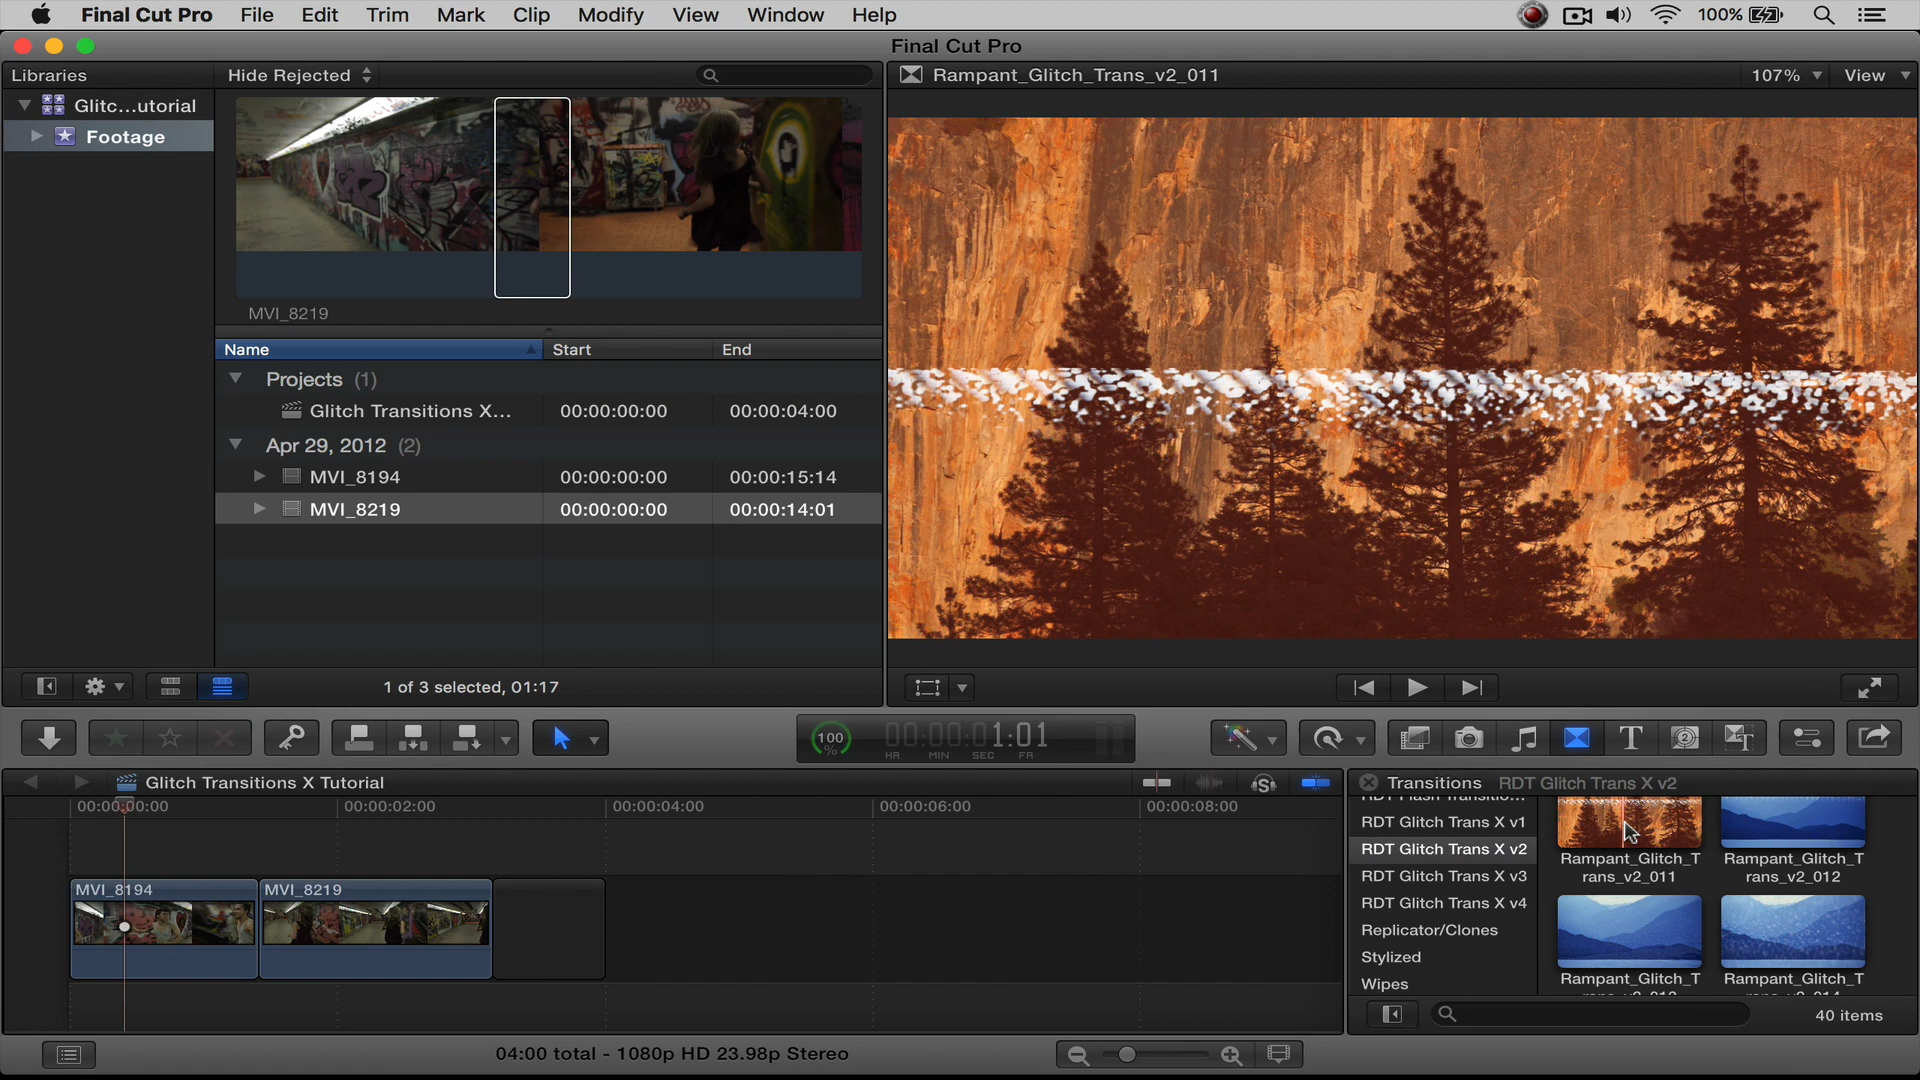 Final Cut Pro File Edit Trim Mark Clip Modify View Window Help 100%
Final Cut Pro
Libraries Hide Rejected Rampant_Glitch_Trans_v2_011 107% View
Glitc...utorial
Footage
MVI_8219
Name Start End
Projects (1)
Glitch Transitions X... 00:00:00:00 00:00:04:00
Apr 29, 2012 (2)
MVI_8194 00:00:00:00 00:00:15:14
MVI_8219 00:00:00:00 00:00:14:01
1 of 3 selected, 01:17
100 % 00:00:01:01
HR MIN SEC FR
Glitch Transitions X Tutorial
00:00:00:00 00:00:02:00 00:00:04:00 00:00:06:00 00:00:08:00
MVI_8194 MVI_8219
Transitions RDT Glitch Trans X v2
RDT Glitch Trans X v1
RDT Glitch Trans X v2
RDT Glitch Trans X v3
RDT Glitch Trans X v4
Replicator/Clones
Stylized
Wipes
Rampant_Glitch_T
rans_v2_011
Rampant_Glitch_T
rans_v2_012
Rampant_Glitch_T
Rampant_Glitch_T
40 items
04:00 total - 1080p HD 23.98p Stereo